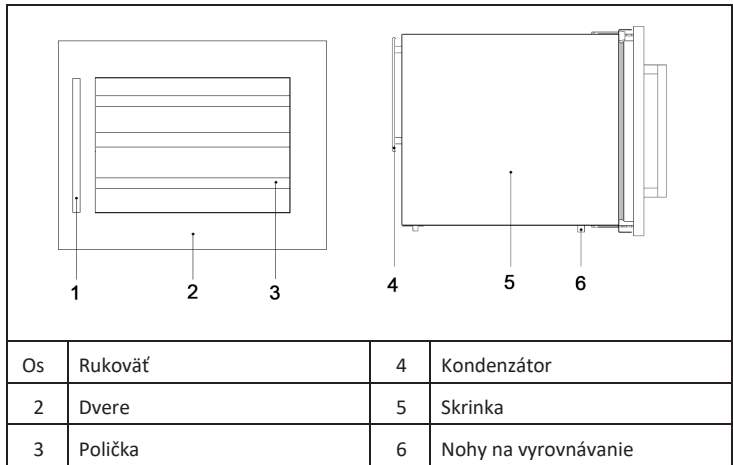 1 2 3 4 5 6
Os Rukoväť 4 Kondenzátor
2 Dvere 5 Skrinka
3 Polička 6 Nohy na vyrovnávanie